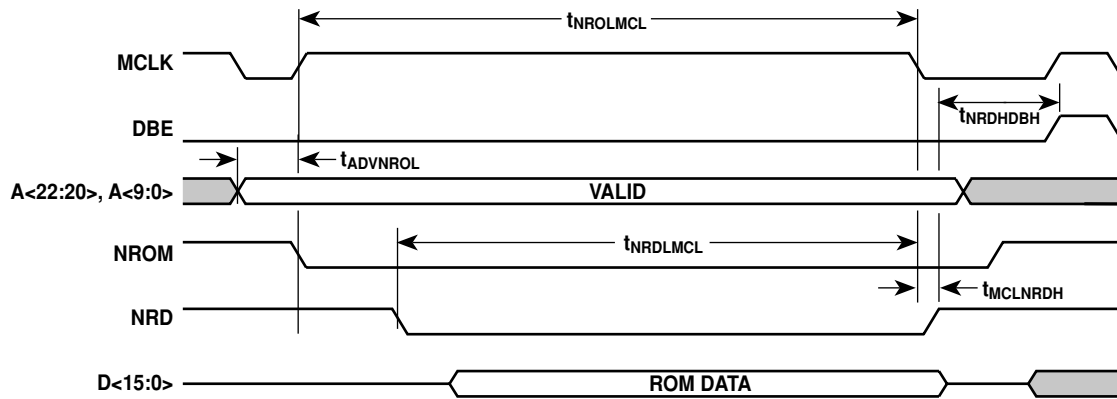 tNROLMCL
MCLK
tNRDHDBH
DBE
tADVNROL
A<22:20>, A<9:0>
VALID
tNRDLMCL
NROM
tMCLNRDH
NRD
D<15:0>
ROM DATA